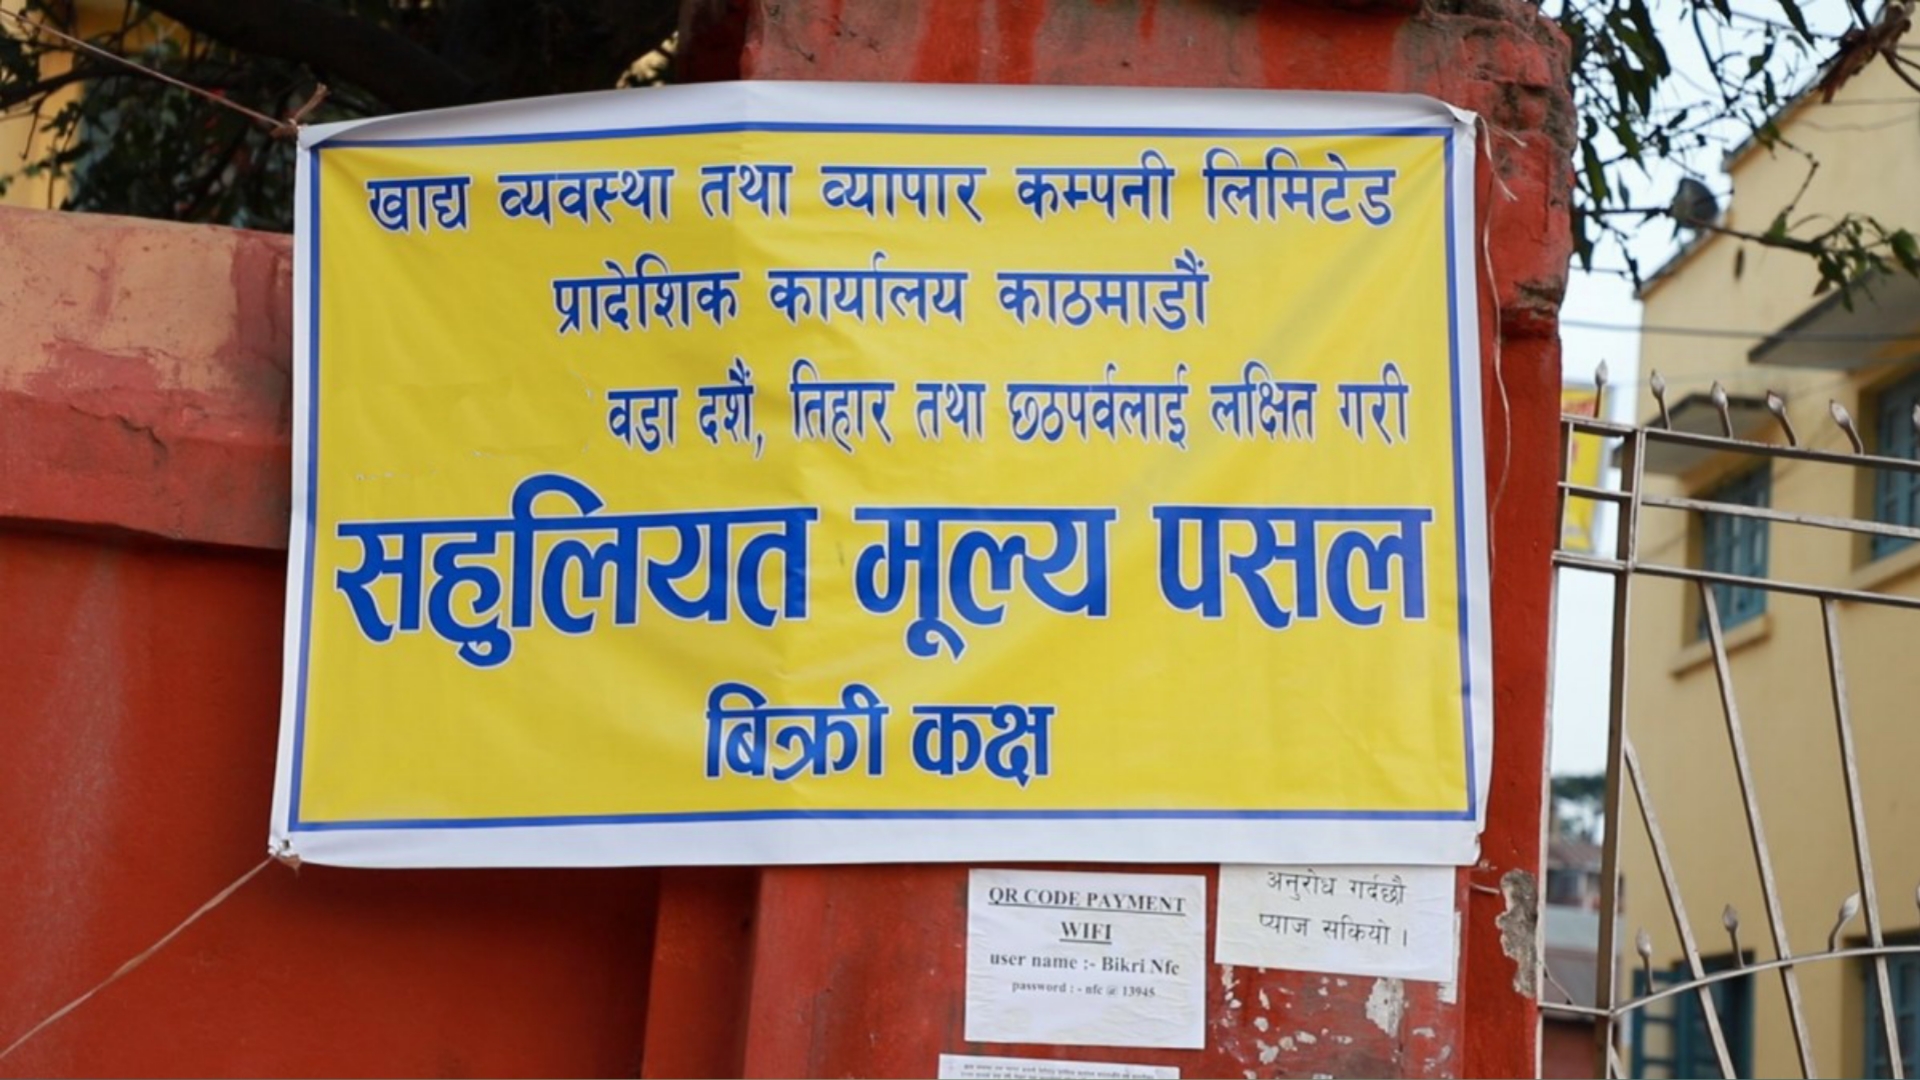 खाद्य व्यवस्था तथा व्यापार कम्पनी लिमिटेड
प्रादेशिक कार्यालय काठमाडौं
वडा दशैं, तिहार तथा छठपर्वलाई लक्षित गरी
सहुलियत मूल्य पसल
बिक्री कक्ष
QR CODE PAYMENT
WIFI
user name :- Bikri Nfc
password : - nfc @ 13945
अनुरोध गर्दछौ
प्याज सकियो ।